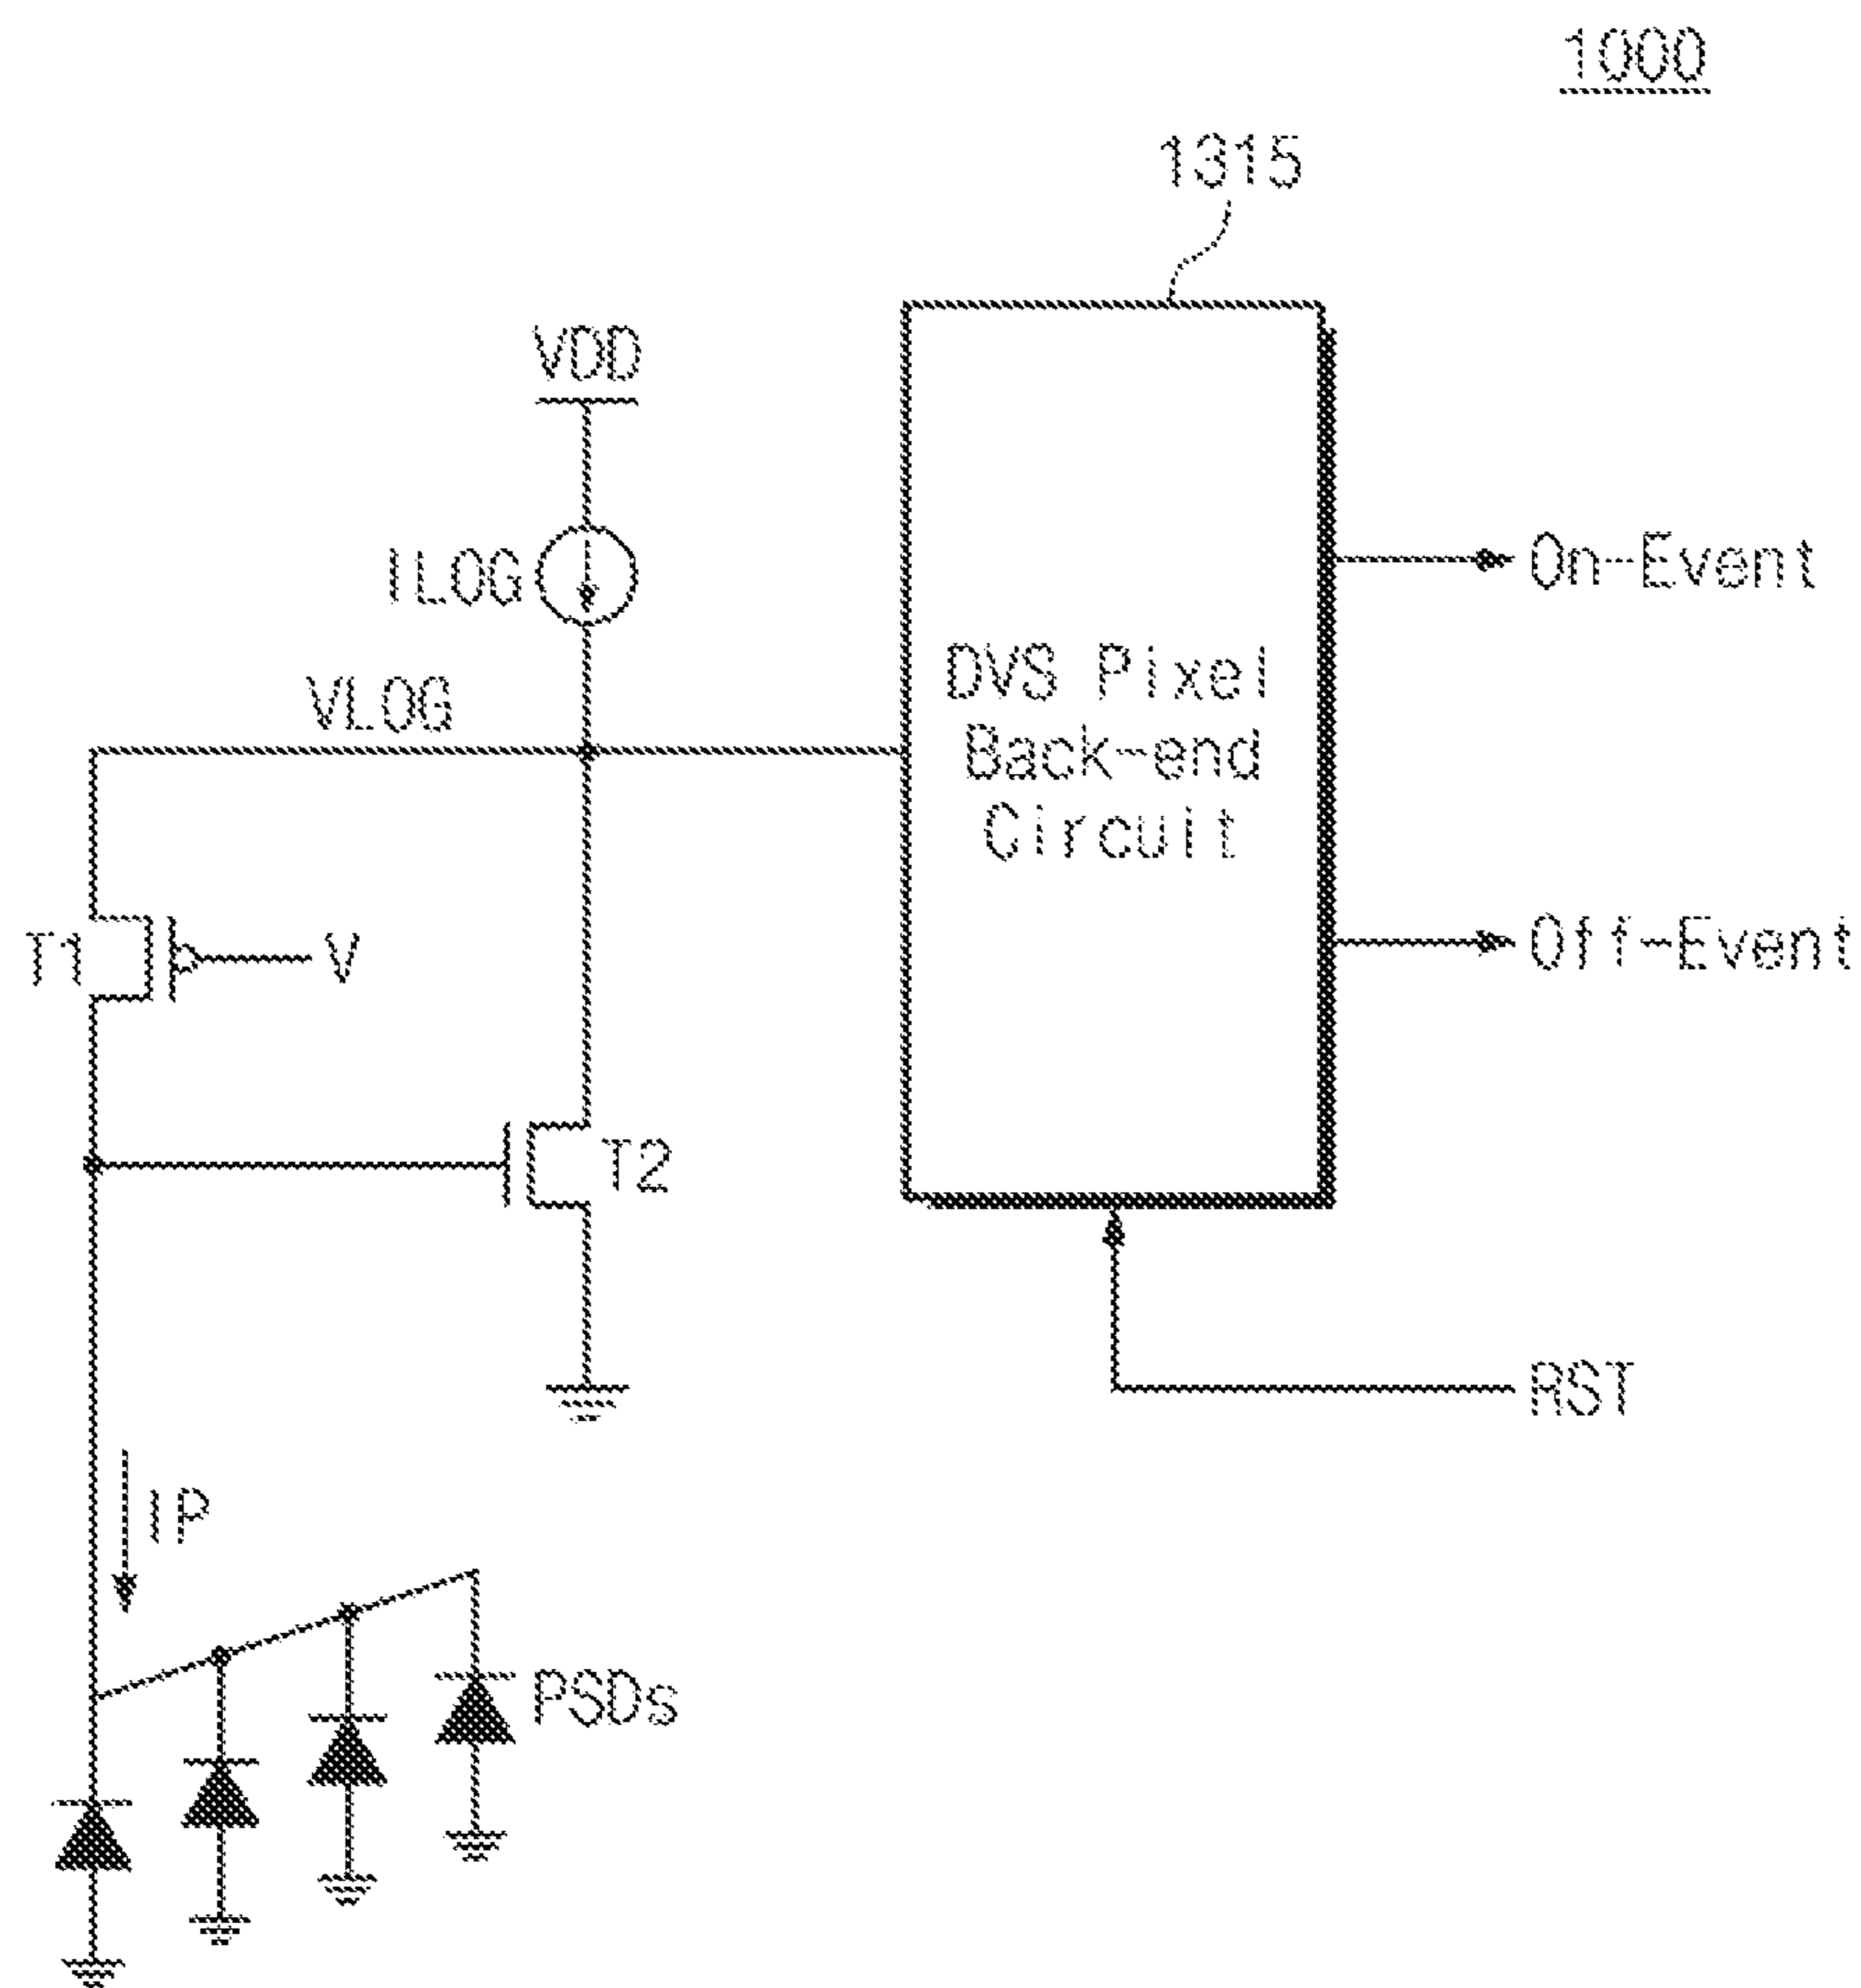 1000
1315
VDD
ILOG
VLOG
DVS Pixel
Back-end
Circuit
On-Event
Off-Event
T1
V
T2
RST
IP
PSDs